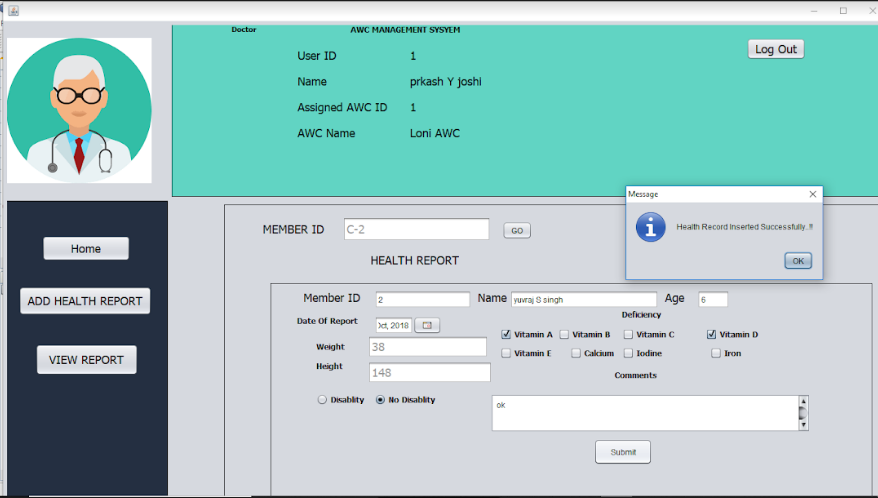 Doctor AWC MANAGEMENT SYSYEM
User ID 1
Log Out
Name prkash Y joshi
Assigned AWC ID 1
AWC Name Loni AWC
Message
Health Record Inserted Successfully..!!
OK
Home
ADD HEALTH REPORT
VIEW REPORT
MEMBER ID C-2 GO
HEALTH REPORT
Member ID 2 Name yuvraj S singh Age 6
Deficiency
Date Of Report Oct, 2018
Vitamin A Vitamin B Vitamin C Vitamin D
Weight 38
Vitamin E Calcium Iodine Iron
Height 148
Comments
Disablity No Disablity
ok
Submit